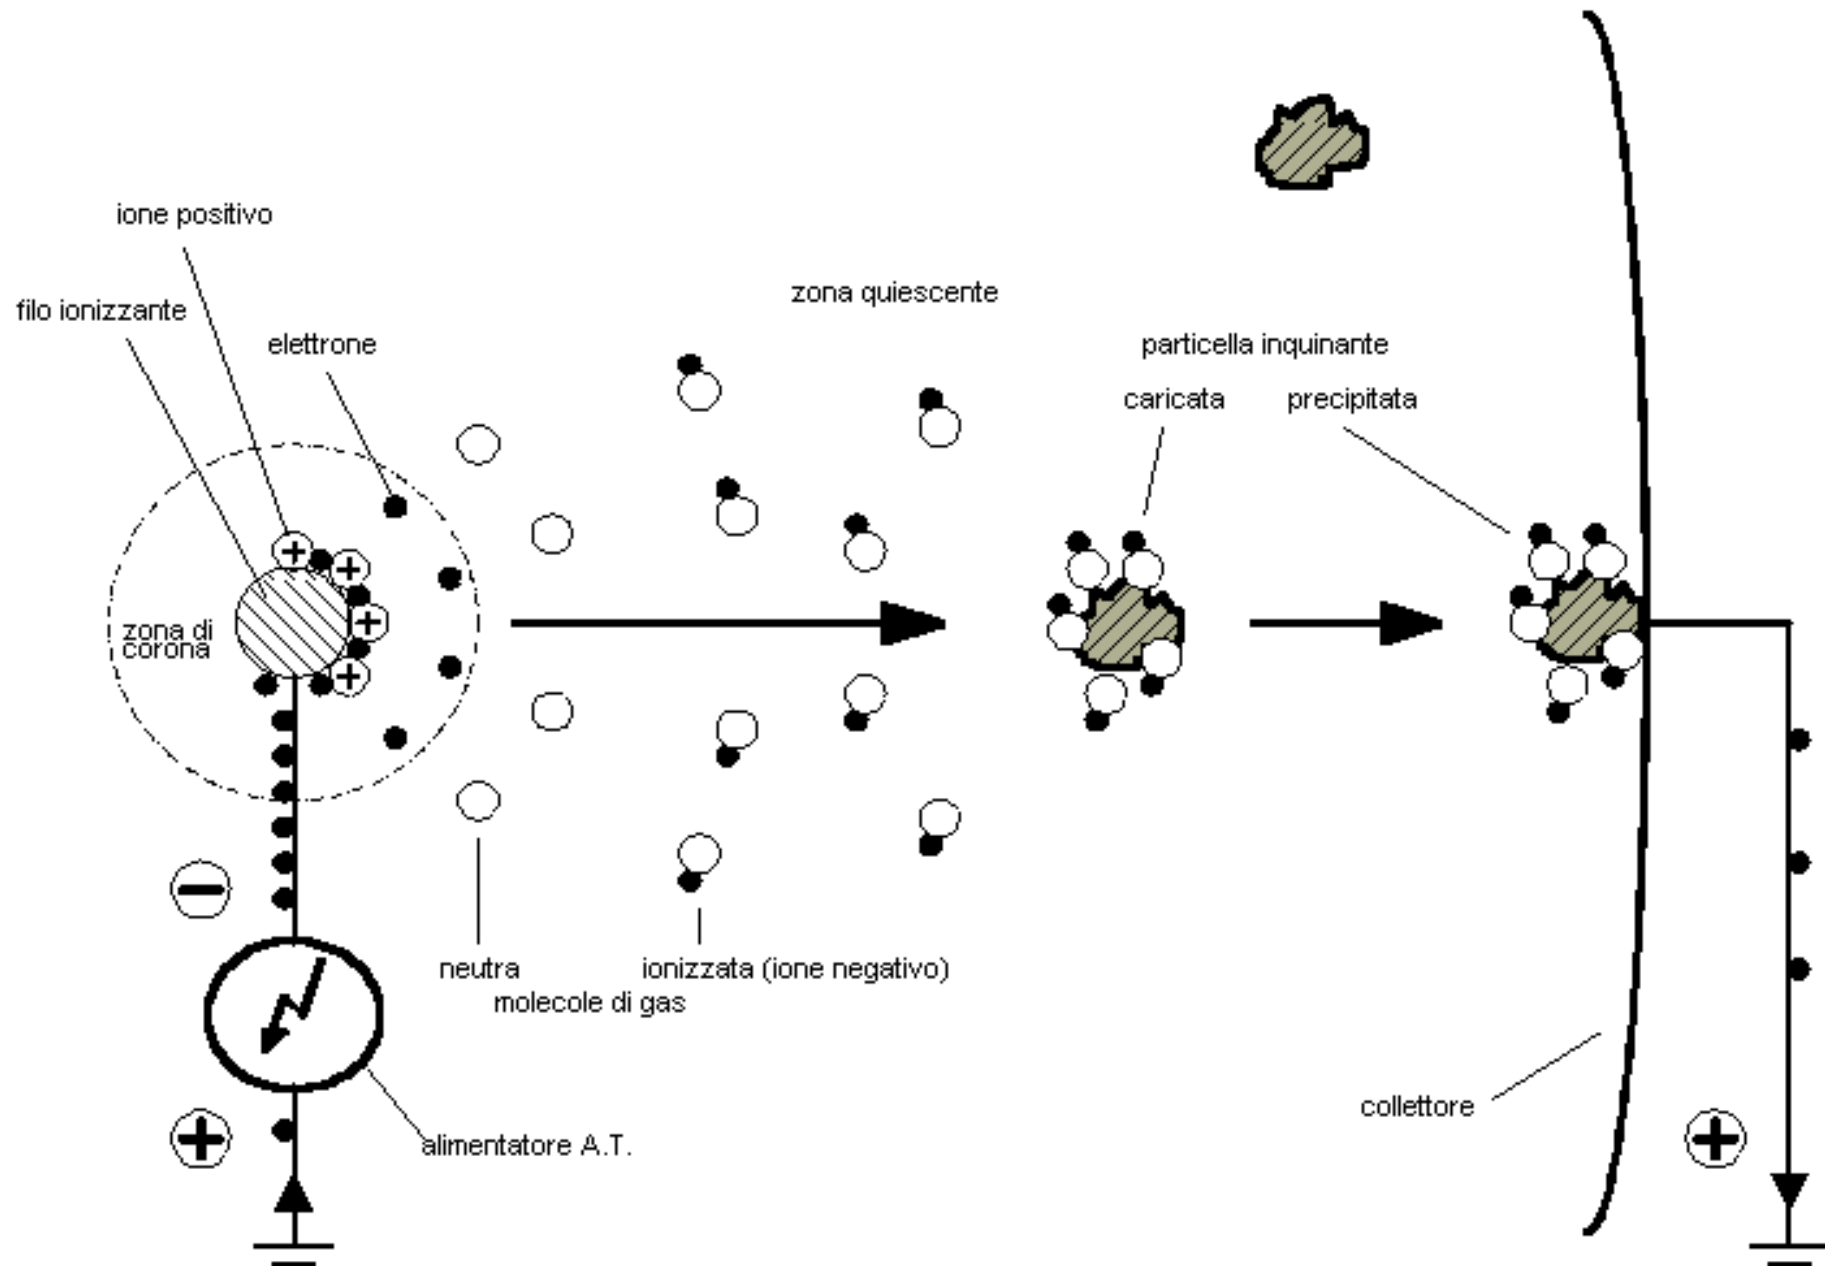 ione positivo
zona quiescente
filo ionizzante
elettrone
particella inquinante
caricata
precipitata
zona di
corona
neutra
ionizzata (ione negativo)
molecole di gas
collettore
alimentatore A.T.